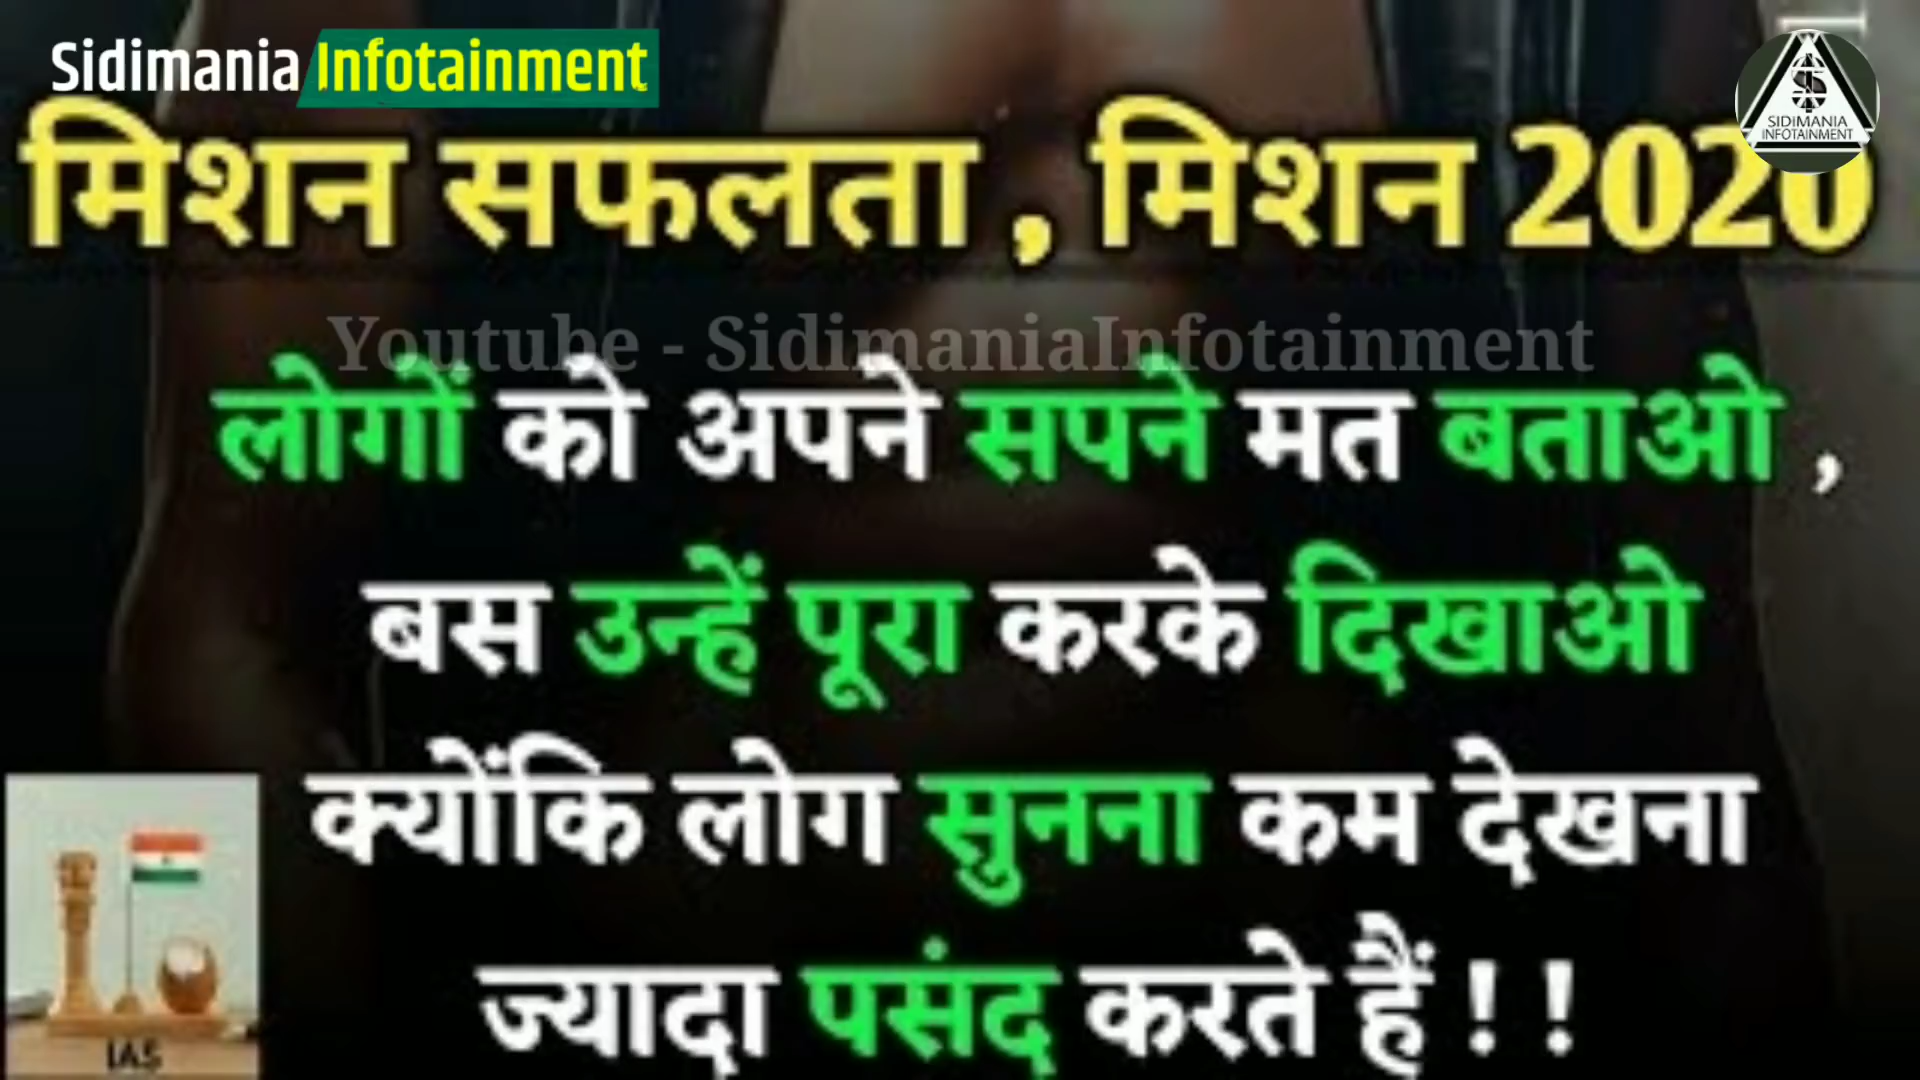 Sidimania Infotainment
SIDIMANIA
INFOTAINMENT
मिशन सफलता , मिशन 2020
Youtube - SidimaniaInfotainment
लोगों को अपने सपने मत बताओ ,
बस उन्हें पूरा करके दिखाओ
क्योंकि लोग सुनना कम देखना
ज्यादा पसंद करते हैं ! !
IAS